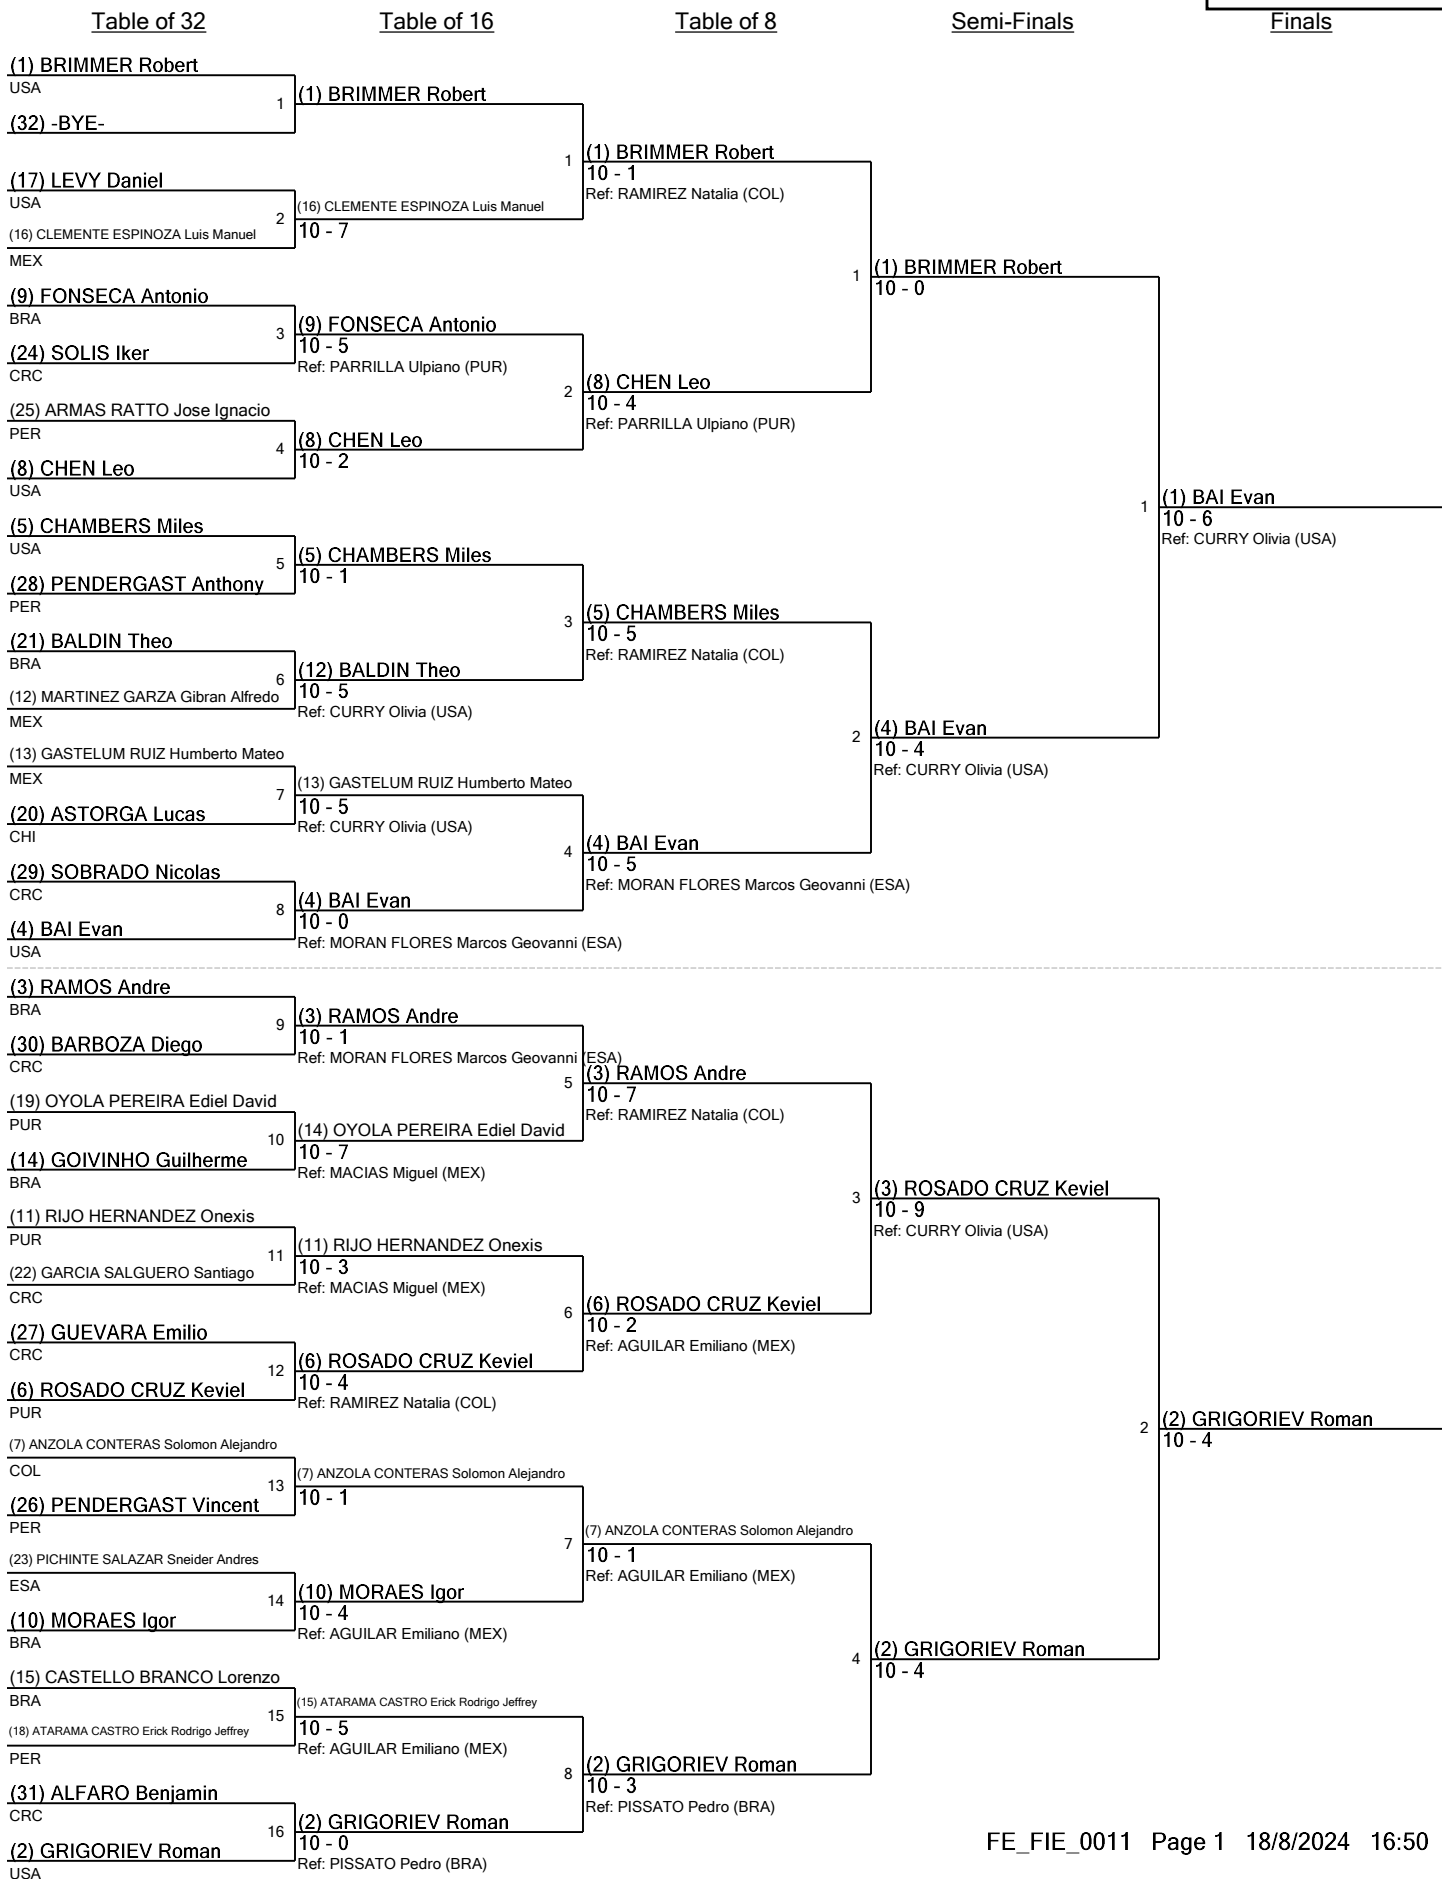 Table of 32
Table of 16
Table of 8
Semi-Finals
Finals
(1) BRIMMER Robert
USA
1
(32) -BYE-
(17) LEVY Daniel
USA
2
(16) CLEMENTE ESPINOZA Luis Manuel
MEX
(9) FONSECA Antonio
BRA
3
(24) SOLIS Iker
CRC
(25) ARMAS RATTO Jose Ignacio
PER
4
(8) CHEN Leo
USA
(5) CHAMBERS Miles
USA
5
(28) PENDERGAST Anthony
PER
(21) BALDIN Theo
BRA
6
(12) MARTINEZ GARZA Gibran Alfredo
MEX
(13) GASTELUM RUIZ Humberto Mateo
MEX
7
(20) ASTORGA Lucas
CHI
(29) SOBRADO Nicolas
CRC
8
(4) BAI Evan
USA
(3) RAMOS Andre
BRA
9
(30) BARBOZA Diego
CRC
(19) OYOLA PEREIRA Ediel David
PUR
10
(14) GOIVINHO Guilherme
BRA
(11) RIJO HERNANDEZ Onexis
PUR
11
(22) GARCIA SALGUERO Santiago
CRC
(27) GUEVARA Emilio
CRC
12
(6) ROSADO CRUZ Keviel
PUR
(7) ANZOLA CONTERAS Solomon Alejandro
COL
13
(26) PENDERGAST Vincent
PER
(23) PICHINTE SALAZAR Sneider Andres
ESA
14
(10) MORAES Igor
BRA
(15) CASTELLO BRANCO Lorenzo
BRA
15
(18) ATARAMA CASTRO Erick Rodrigo Jeffrey
PER
(31) ALFARO Benjamin
CRC
16
(2) GRIGORIEV Roman
USA
(1) BRIMMER Robert
1
(16) CLEMENTE ESPINOZA Luis Manuel
10 - 7
(9) FONSECA Antonio
10 - 5
Ref: PARRILLA Ulpiano (PUR)
2
(8) CHEN Leo
10 - 2
(5) CHAMBERS Miles
10 - 1
3
(12) BALDIN Theo
10 - 5
Ref: CURRY Olivia (USA)
(13) GASTELUM RUIZ Humberto Mateo
10 - 5
Ref: CURRY Olivia (USA)
4
(4) BAI Evan
10 - 0
Ref: MORAN FLORES Marcos Geovanni (ESA)
(3) RAMOS Andre
10 - 1
Ref: MORAN FLORES Marcos Geovanni (ESA)
5
(14) OYOLA PEREIRA Ediel David
10 - 7
Ref: MACIAS Miguel (MEX)
(11) RIJO HERNANDEZ Onexis
10 - 3
Ref: MACIAS Miguel (MEX)
6
(6) ROSADO CRUZ Keviel
10 - 4
Ref: RAMIREZ Natalia (COL)
(7) ANZOLA CONTERAS Solomon Alejandro
10 - 1
7
(10) MORAES Igor
10 - 4
Ref: AGUILAR Emiliano (MEX)
(15) ATARAMA CASTRO Erick Rodrigo Jeffrey
10 - 5
Ref: AGUILAR Emiliano (MEX)
8
(2) GRIGORIEV Roman
10 - 0
Ref: PISSATO Pedro (BRA)
(1) BRIMMER Robert
10 - 1
Ref: RAMIREZ Natalia (COL)
1
(8) CHEN Leo
10 - 4
Ref: PARRILLA Ulpiano (PUR)
(5) CHAMBERS Miles
10 - 5
Ref: RAMIREZ Natalia (COL)
2
(4) BAI Evan
10 - 5
Ref: MORAN FLORES Marcos Geovanni (ESA)
(3) RAMOS Andre
10 - 7
Ref: RAMIREZ Natalia (COL)
3
(6) ROSADO CRUZ Keviel
10 - 2
Ref: AGUILAR Emiliano (MEX)
(7) ANZOLA CONTERAS Solomon Alejandro
10 - 1
Ref: AGUILAR Emiliano (MEX)
4
(2) GRIGORIEV Roman
10 - 3
Ref: PISSATO Pedro (BRA)
(1) BRIMMER Robert
10 - 0
1
(4) BAI Evan
10 - 4
Ref: CURRY Olivia (USA)
(3) ROSADO CRUZ Keviel
10 - 9
Ref: CURRY Olivia (USA)
2
(2) GRIGORIEV Roman
10 - 4
(1) BAI Evan
10 - 6
Ref: CURRY Olivia (USA)
(2) GRIGORIEV Roman
10 - 4
FE_FIE_0011 Page 1 18/8/2024 16:50